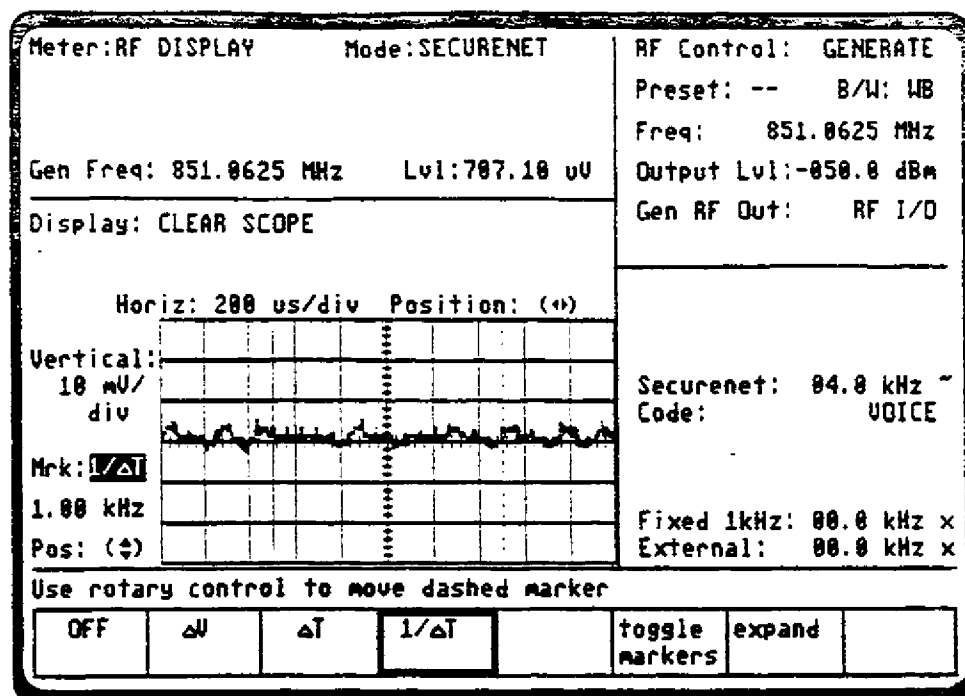 Meter:RF DISPLAY Mode:SECURENET
Gen Freq: 851.0625 MHz Lvl:707.10 uV
RF Control: GENERATE
Preset: -- B/W: WB
Freq: 851.0625 MHz
Output Lvl:-050.0 dBm
Gen RF Out: RF I/O
Display: CLEAR SCOPE
Horiz: 200 us/div Position: (↔)
Vertical:
10 mV/
div
Mrk:1/△T
1.00 kHz
Pos: (↕)
Securenet: 04.0 kHz ~
Code: VOICE
Fixed 1kHz: 00.0 kHz x
External: 00.0 kHz x
Use rotary control to move dashed marker
OFF
△V
△T
1/△T
toggle
markers
expand